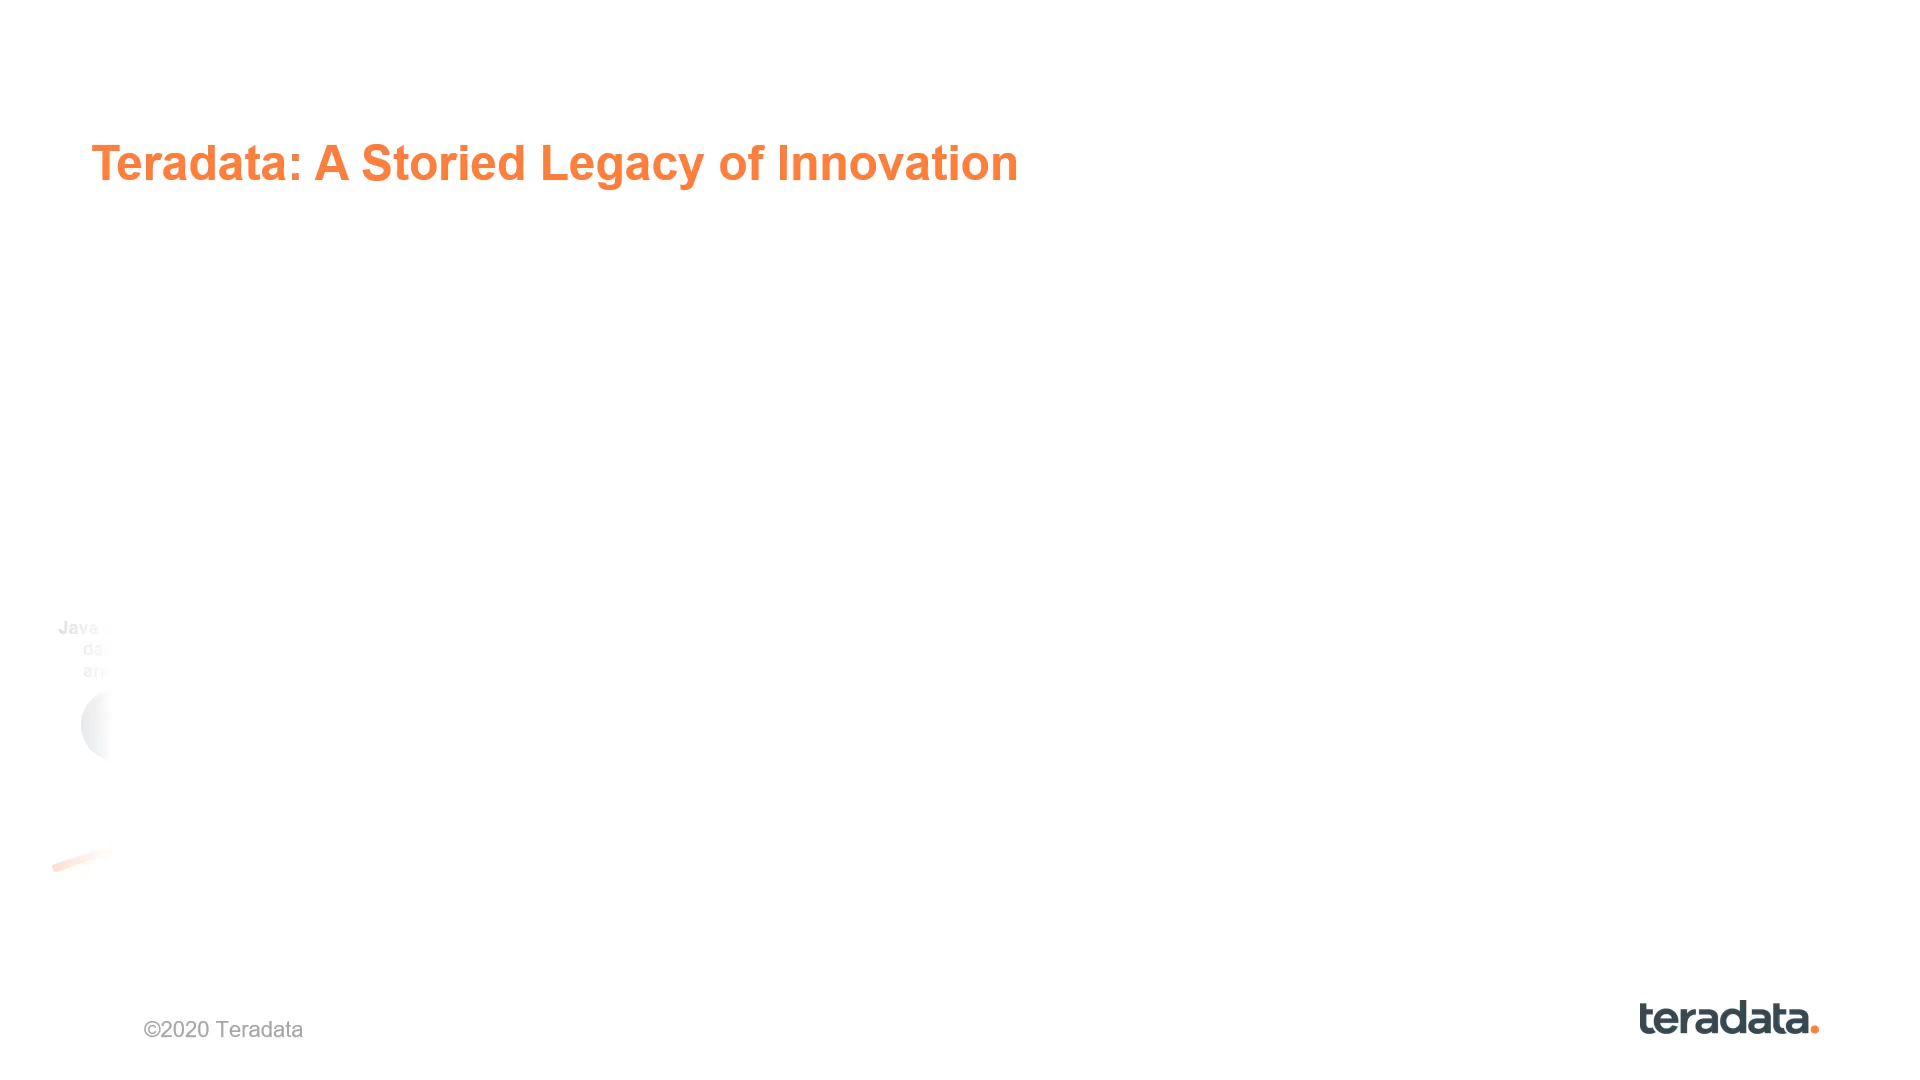 Teradata: A Storied Legacy of Innovation
Java
©2020 Teradata
teradata.